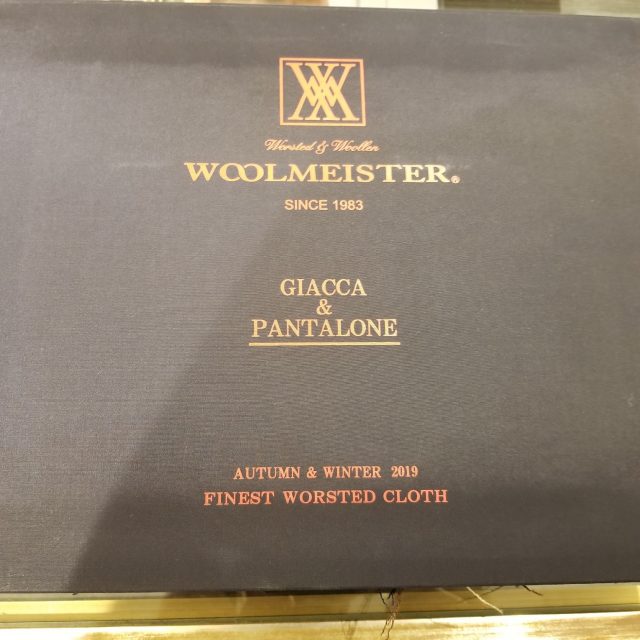 Worsted & Woollen
WOOLMEISTER®
SINCE 1983
GIACCA
&
PANTALONE
AUTUMN & WINTER 2019
FINEST WORSTED CLOTH